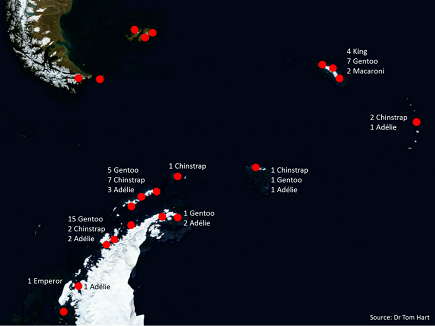 4 King
7 Gentoo
2 Macaroni
2 Chinstrap
1 Adélie
1 Chinstrap
5 Gentoo
7 Chinstrap
3 Adélie
1 Chinstrap
1 Gentoo
1 Adélie
15 Gentoo
2 Chinstrap
2 Adélie
1 Gentoo
2 Adélie
1 Emperor
1 Adélie
Source: Dr Tom Hart